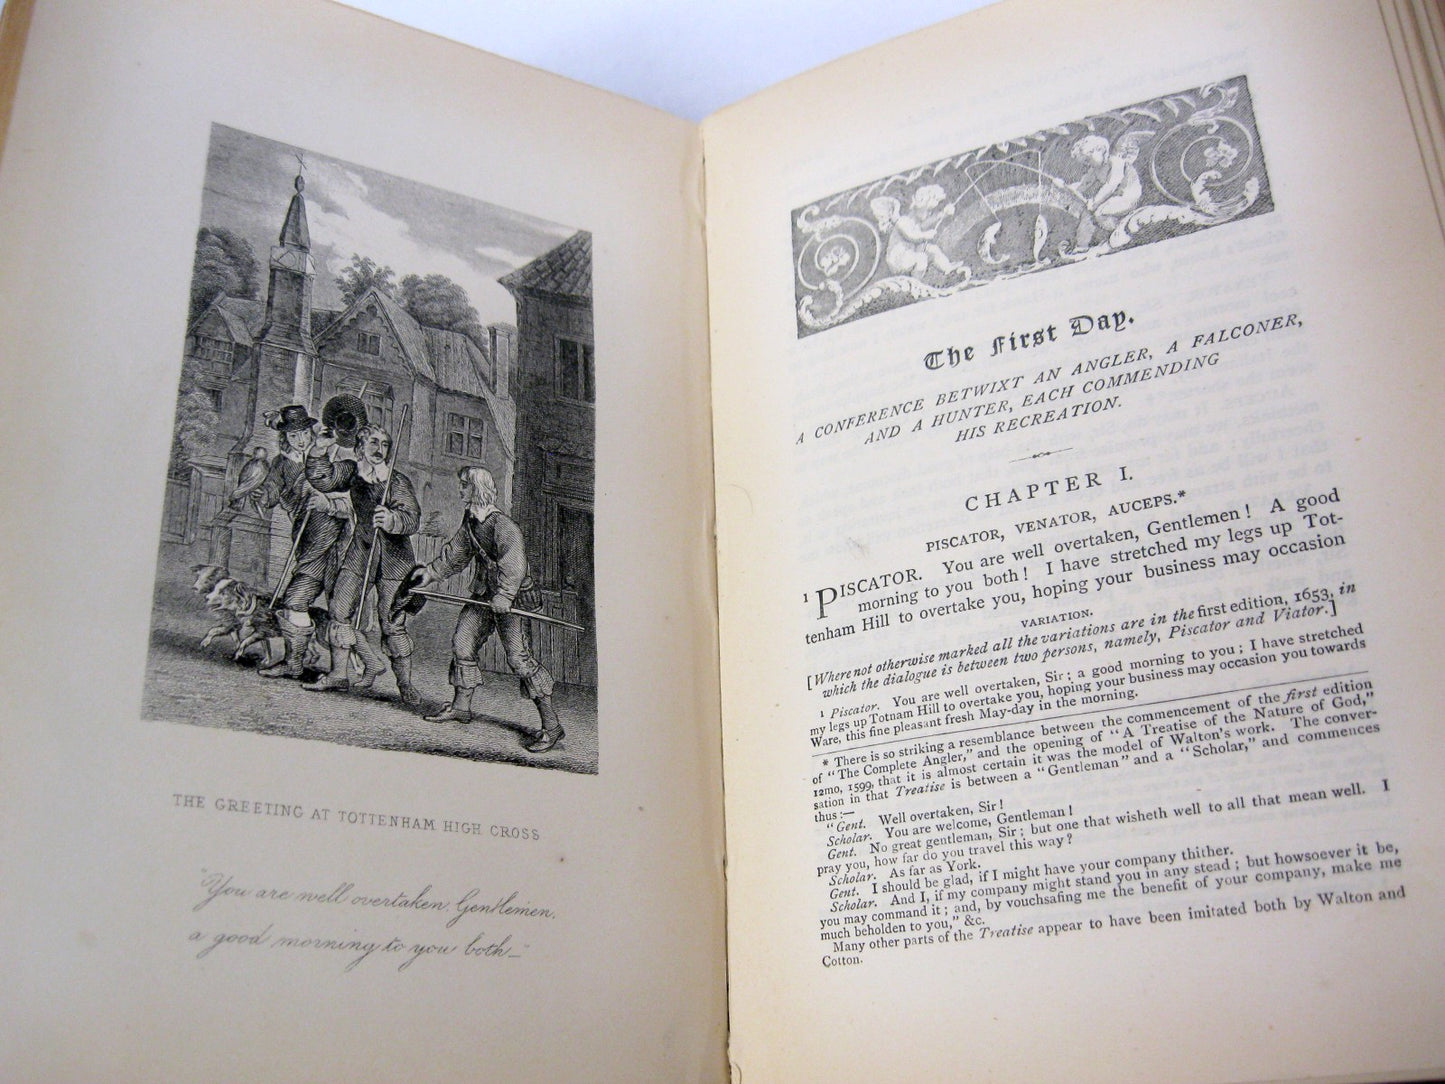 THE GREETING AT TOTTENHAM HIGH CROSS
"You are well overtaken Gentlemen,
a good morning to you both—"
The First Day.
A CONFERENCE BETWIXT AN ANGLER, A FALCONER,
AND A HUNTER, EACH COMMENDING
HIS RECREATION.
CHAPTER I.
PISCATOR, VENATOR, AUCEPS.*
1 PISCATOR. You are well overtaken, Gentlemen! A good
morning to you both! I have stretched my legs up Tot-
tenham Hill to overtake you, hoping your business may occasion
VARIATION.
[Where not otherwise marked all the variations are in the first edition, 1653, in
which the dialogue is between two persons, namely, Piscator and Viator.]
1 Piscator. You are well overtaken, Sir; a good morning to you; I have stretched
my legs up Totnam Hill to overtake you, hoping your business may occasion you towards
Ware, this fine pleasant fresh May-day in the morning.
* There is so striking a resemblance between the commencement of the first edition
of "The Complete Angler," and the opening of "A Treatise of the Nature of God,"
12mo, 1599, that it is almost certain it was the model of Walton's work. The conver-
sation in that Treatise is between a "Gentleman" and a "Scholar," and commences
thus:—
"Gent. Well overtaken, Sir!
Scholar. You are welcome, Gentleman!
Gent. No great gentleman, Sir; but one that wisheth well to all that mean well. I
pray you, how far do you travel this way?
Scholar. As far as York.
Gent. I should be glad, if I might have your company thither.
Scholar. And I, if my company might stand you in any stead; but howsoever it be,
you may command it; and, by vouchsafing me the benefit of your company, make me
much beholden to you," &c.
Many other parts of the Treatise appear to have been imitated both by Walton and
Cotton.